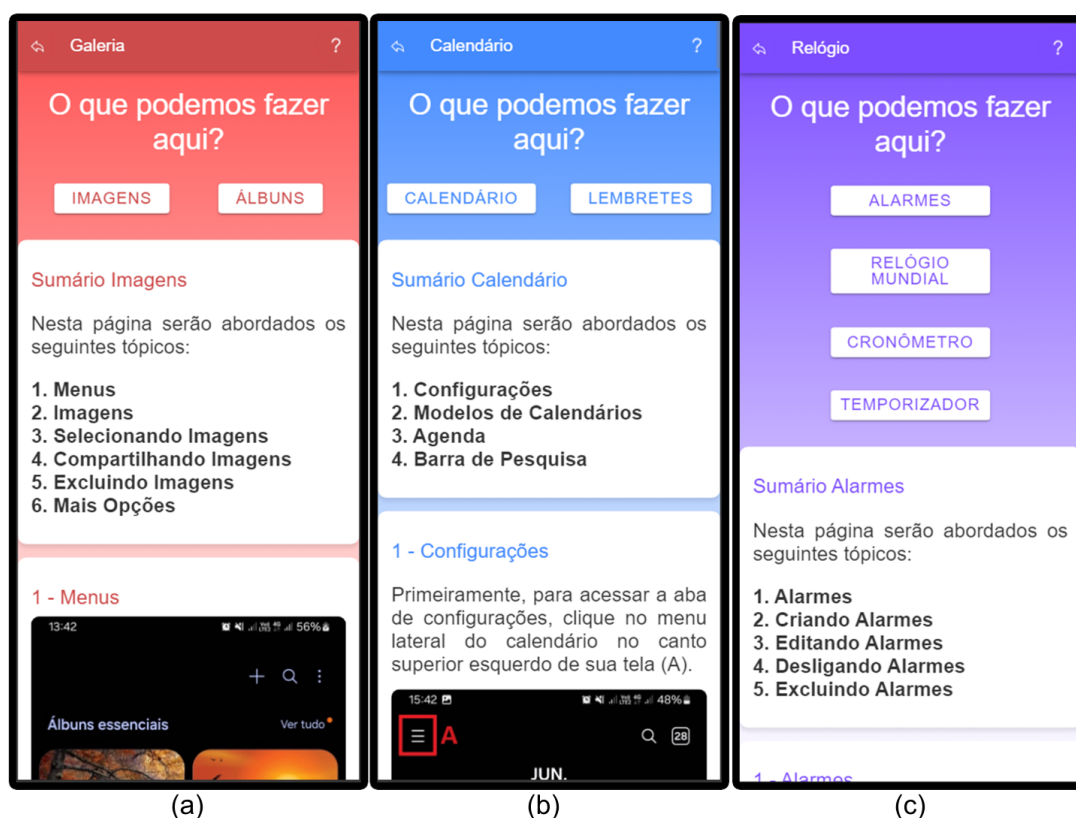 Galeria ?
O que podemos fazer
aqui?
IMAGENS ÁLBUNS
Sumário Imagens
Nesta página serão abordados os
seguintes tópicos:
1. Menus
2. Imagens
3. Selecionando Imagens
4. Compartilhando Imagens
5. Excluindo Imagens
6. Mais Opções
1 - Menus
13:42 56%
Álbuns essenciais Ver tudo
(a)
Calendário ?
O que podemos fazer
aqui?
CALENDÁRIO LEMBRETES
Sumário Calendário
Nesta página serão abordados os
seguintes tópicos:
1. Configurações
2. Modelos de Calendários
3. Agenda
4. Barra de Pesquisa
1 - Configurações
Primeiramente, para acessar a aba
de configurações, clique no menu
lateral do calendário no canto
superior esquerdo de sua tela (A).
15:42 48%
A 28
JUN.
(b)
Relógio ?
O que podemos fazer
aqui?
ALARMES
RELÓGIO
MUNDIAL
CRONÔMETRO
TEMPORIZADOR
Sumário Alarmes
Nesta página serão abordados os
seguintes tópicos:
1. Alarmes
2. Criando Alarmes
3. Editando Alarmes
4. Desligando Alarmes
5. Excluindo Alarmes
1 - Alarmes
(c)